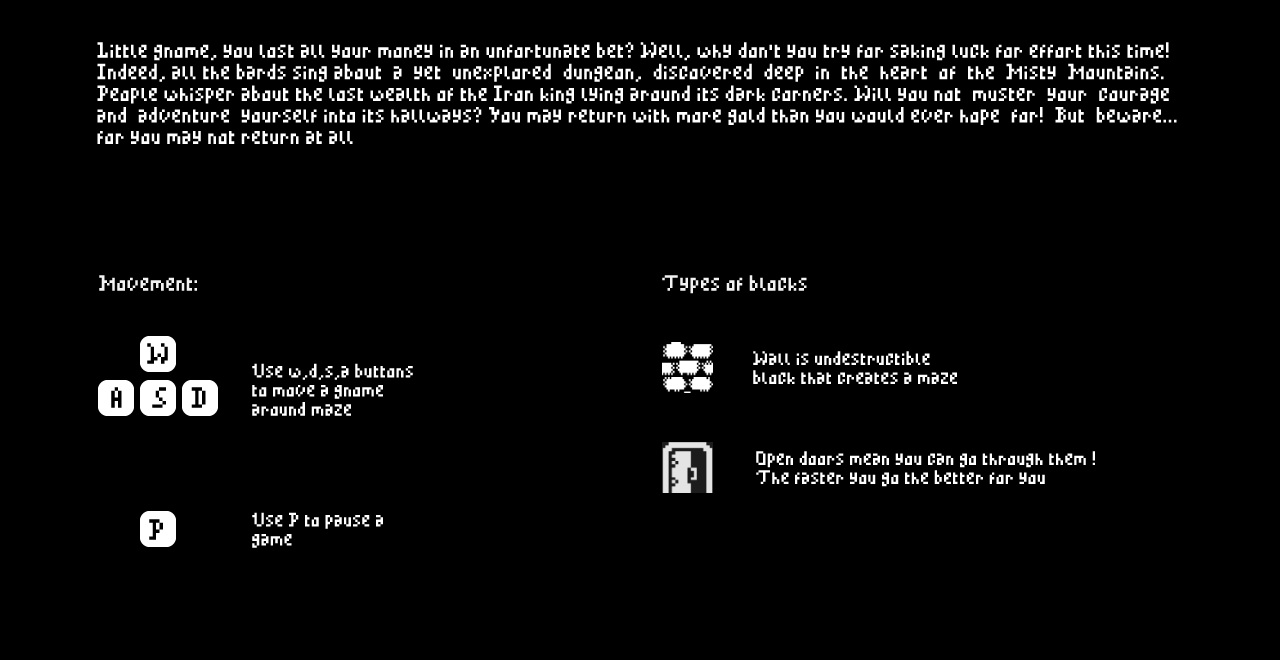 Little gnome, you lost all your money in an unfortunate bet? Well, why don't you try for saking luck for effort this time!
Indeed, all the bards sing about a yet unexplored dungeon, discovered deep in the heart of the Misty Mountains.
People whisper about the lost wealth of the Iron king lying around its dark corners. Will you not muster your courage
and adventure yourself into its hallways? You may return with more gold than you would ever hope for! But beware...
for you may not return at all
Movement:
W
A S D
Use w,d,s,a buttons
to move a gnome
around maze
P
Use P to pause a
game
Types of blocks
Wall is undestructible
block that creates a maze
Open doors mean you can go through them !
The faster you go the better for you